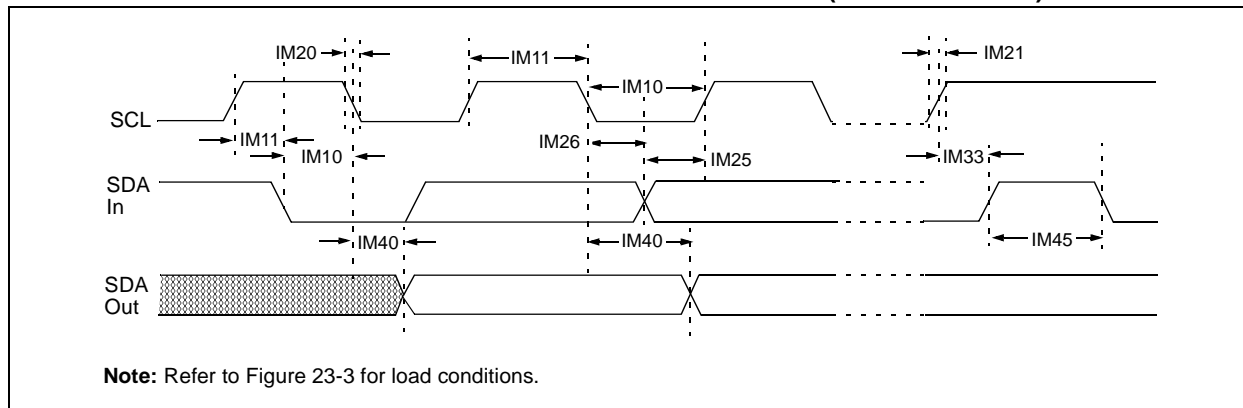 IM20
IM11
IM21
IM10
SCL
IM11
IM10
IM26
IM25
IM33
SDA
In
IM40
IM40
IM45
SDA
Out
Note: Refer to Figure 23-3 for load conditions.